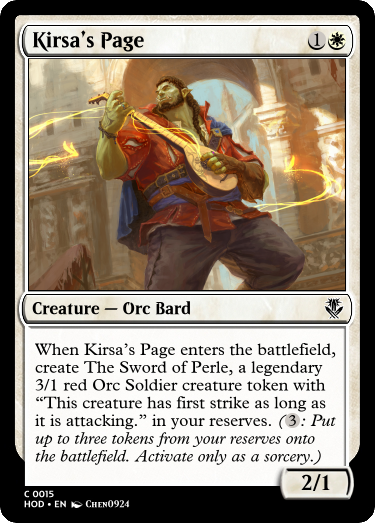 Kirsa's Page 1
Creature — Orc Bard
When Kirsa's Page enters the battlefield,
create The Sword of Perle, a legendary
3/1 red Orc Soldier creature token with
“This creature has first strike as long as
it is attacking.” in your reserves. (3: Put
up to three tokens from your reserves onto
the battlefield. Activate only as a sorcery.)
2/1
C 0015
HOD • EN Chen0924